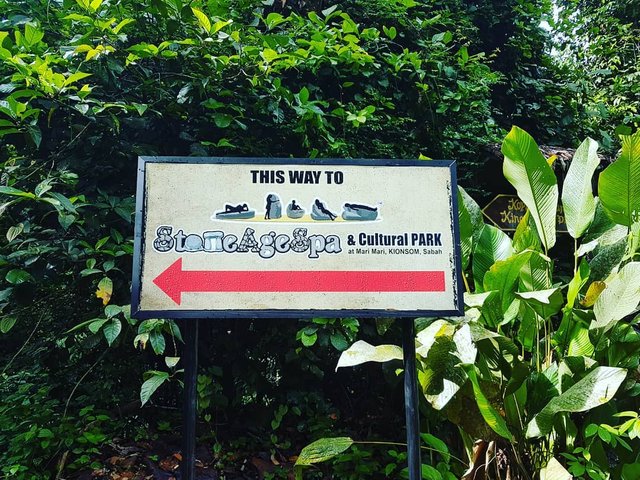 THIS WAY TO
StoneAgeSpa & Cultural PARK
at Mari Mari, KIONSOM, Sabah